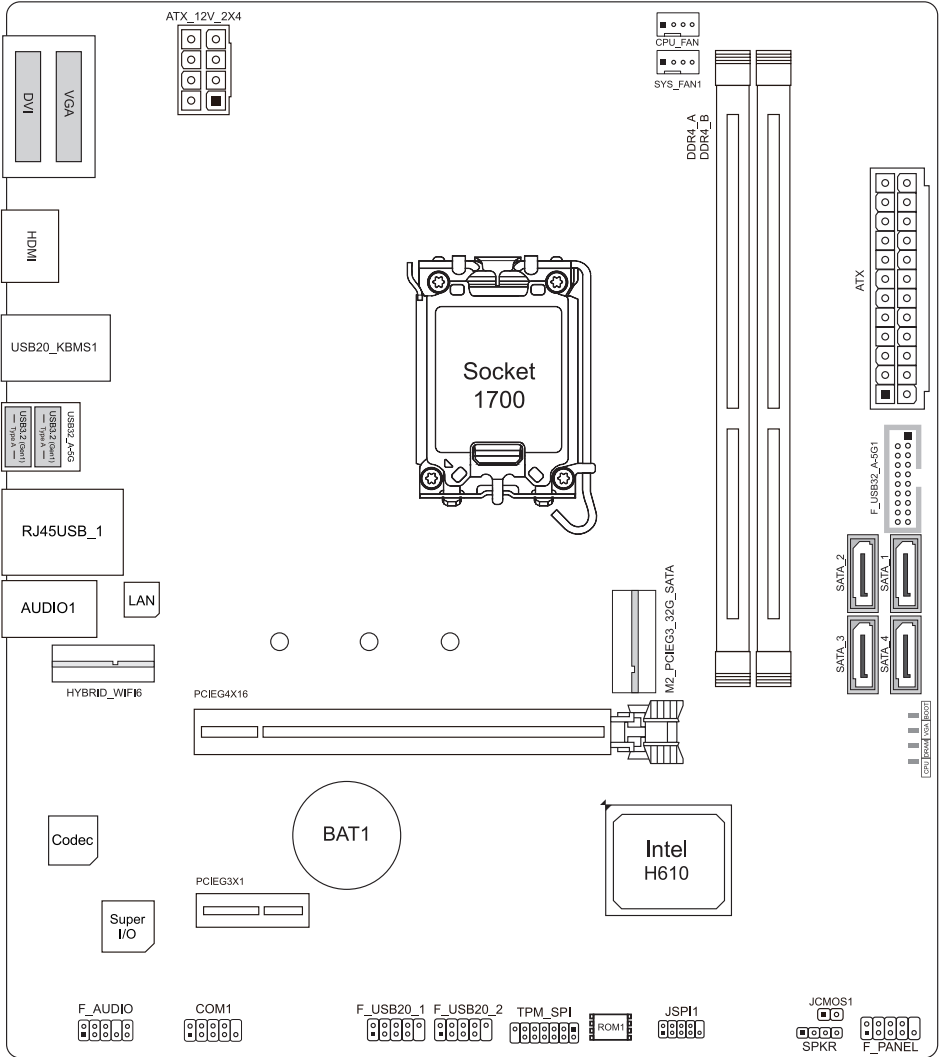 ATX_12V_2X4
CPU_FAN
SYS_FAN1
DVI
VGA
DDR4_A
DDR4_B
HDMI
ATX
USB20_KBMS1
Socket
1700
USB3.2 (Gen1)
Type A
USB3.2 (Gen1)
Type A
USB32_A-5G
F_USB32_A-5G1
RJ45USB_1
SATA_2
SATA_1
AUDIO1
LAN
M2_PCIEG3_32G_SATA
SATA_3
SATA_4
HYBRID_WIFI6
PCIEG4X16
CPU
DRAM
VGA
BOOT
BAT1
Codec
Intel
H610
PCIEG3X1
Super
I/O
F_AUDIO
COM1
F_USB20_1
F_USB20_2
TPM_SPI
ROM1
JSPI1
JCMOS1
SPKR
F_PANEL